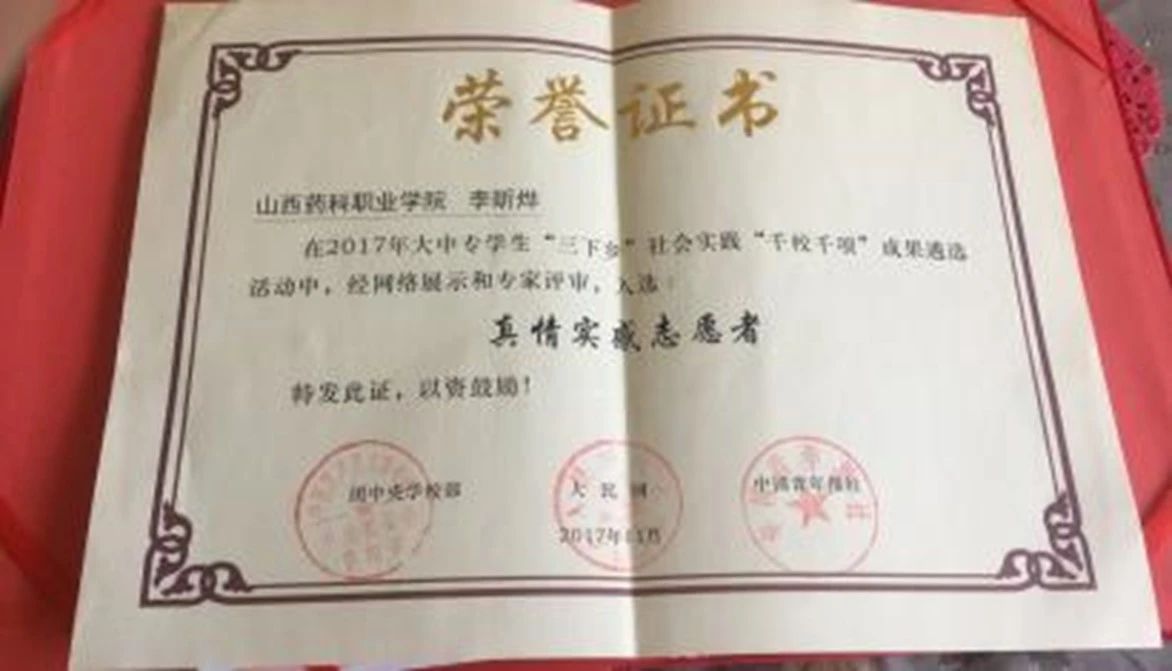 荣誉证书
山西药科职业学院 李昕烨
在2017年大中专学生“三下乡”社会实践“千校千项”成果遴选
活动中，经网络展示和专家评审，入选：
真情实感志愿者
特发此证，以资鼓励！
团中央学校部 人民网 中国青年报社
2017年11月